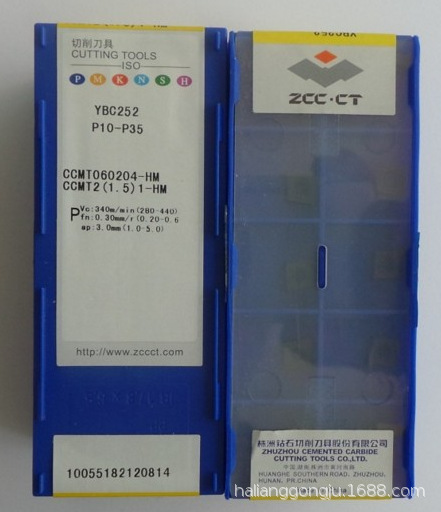 切削刀具
CUTTING TOOLS
ISO
P M K N S H
YBC252
P10-P35
CCMT060204-HM
CCMT2(1.5)1-HM
P Vc:340m/min(280-440)
fn:0.30mm/r(0.20-0.6
ap:3.0mm(1.0-5.0)
http://www.zccct.com
10055182120814
YBC252
ZCC·CT
株洲钻石切削刀具股份有限公司
ZHUZHOU CEMENTED CARBIDE
CUTTING TOOLS CO.,LTD.
HUANGHE SOUTHERN ROAD, ZHUZHOU,
HUNAN, PR.CHINA
halianggongju.1688.com